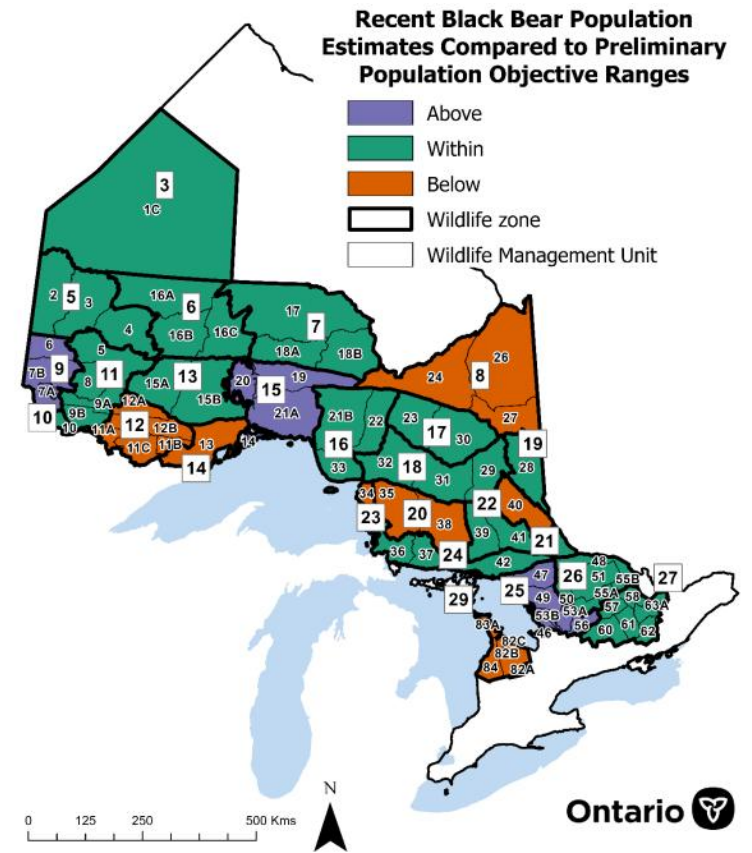 Recent Black Bear Population
Estimates Compared to Preliminary
Population Objective Ranges
Above
Within
Below
Wildlife zone
Wildlife Management Unit
3
1C
2
5
3
4
16A
6
16B
16C
17
7
18A
18B
6
7B
9
7A
5
8
11
9A
10
9B
10
13
15A
15B
12A
12
12B
11A
11C
11B
13
14
14
20
19
15
21A
24
8
26
27
21B
22
16
33
23
17
30
19
28
32
18
31
29
22
34
35
20
38
23
40
39
41
21
36
37
24
42
29
25
47
26
48
51
55B
27
49
50
55A
58
63A
53B
53A
57
56
46
60
61
62
83A
82C
82B
84
82A
N
0 125 250 500 Kms
Ontario